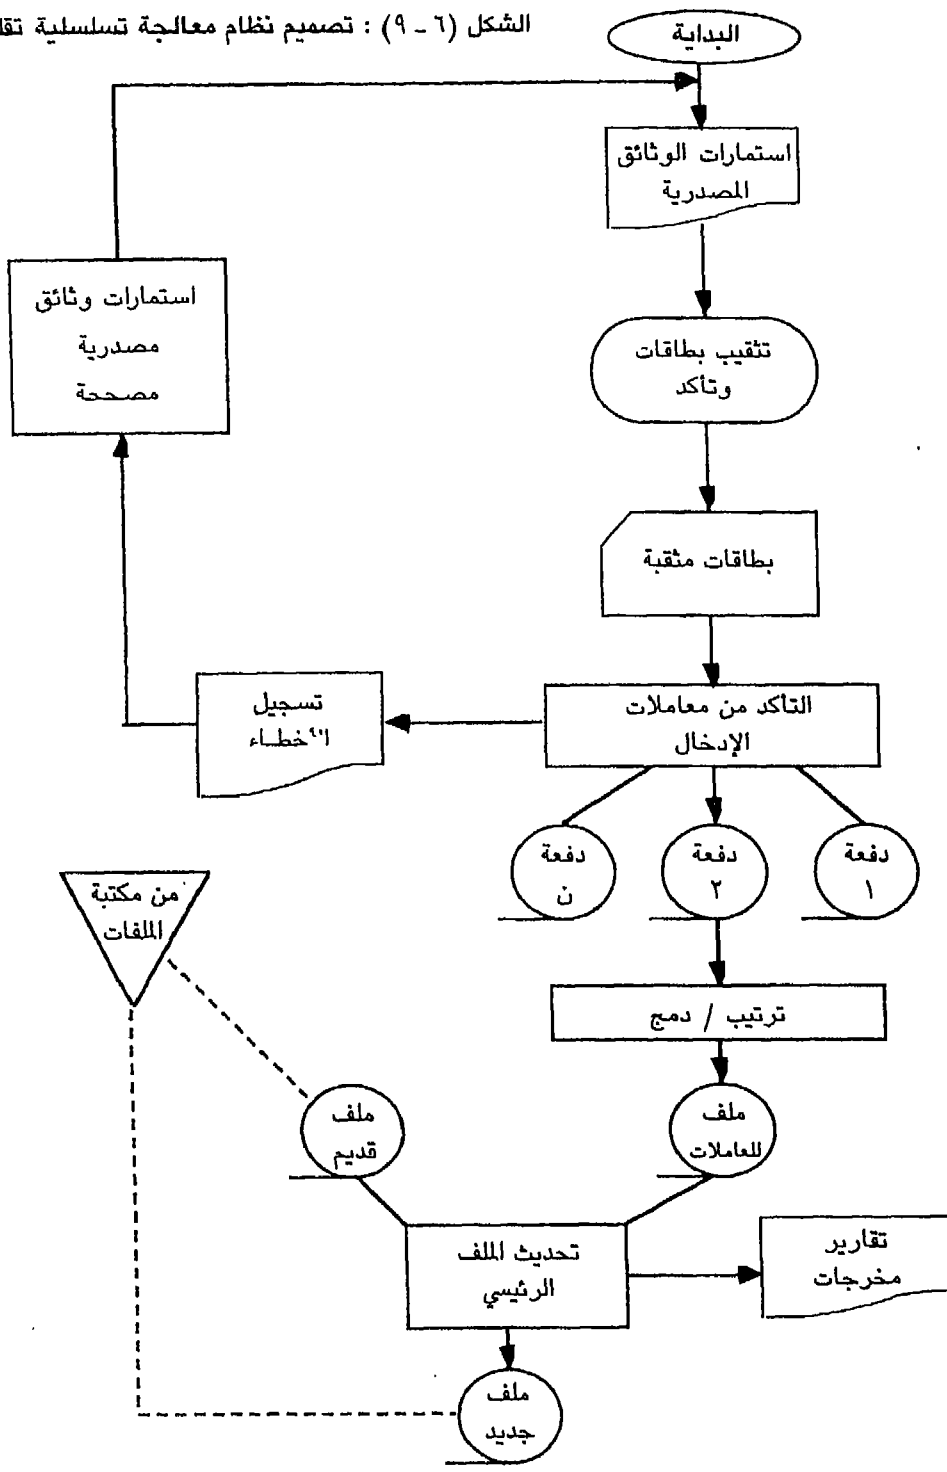 الشكل (٦ - ٩) : تصميم نظام معالجة تسلسلية
البداية
استمارات الوثائق
المصدرية
استمارات وثائق
مصدرية
مصححة
تثقيب بطاقات
وتأكد
بطاقات مثقبة
التأكد من معاملات
الإدخال
تسجيل
الأخطاء
دفعة
١
دفعة
٢
دفعة
ن
من مكتبة
الملفات
ترتيب / دمج
ملف
للعاملات
ملف
قديم
تحديث الملف
الرئيسي
تقارير
مخرجات
ملف
جديد